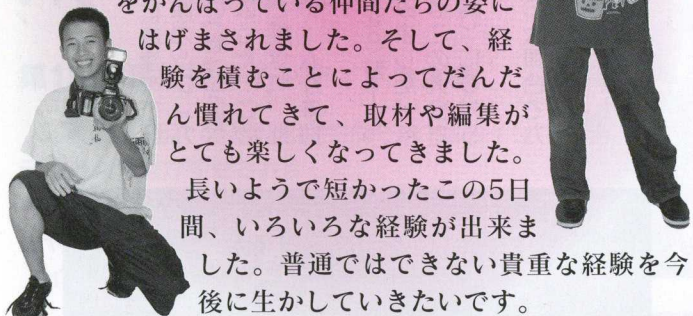 をがんばっている仲間たちの姿に
はげまされました。そして、経
験を積むことによってだんだ
ん慣れてきて、取材や編集が
とても楽しくなってきました。
長いようで短かったこの5日
間、いろいろな経験が出来ま
した。普通ではできない貴重な経験を今
後に生かしていきたいです。